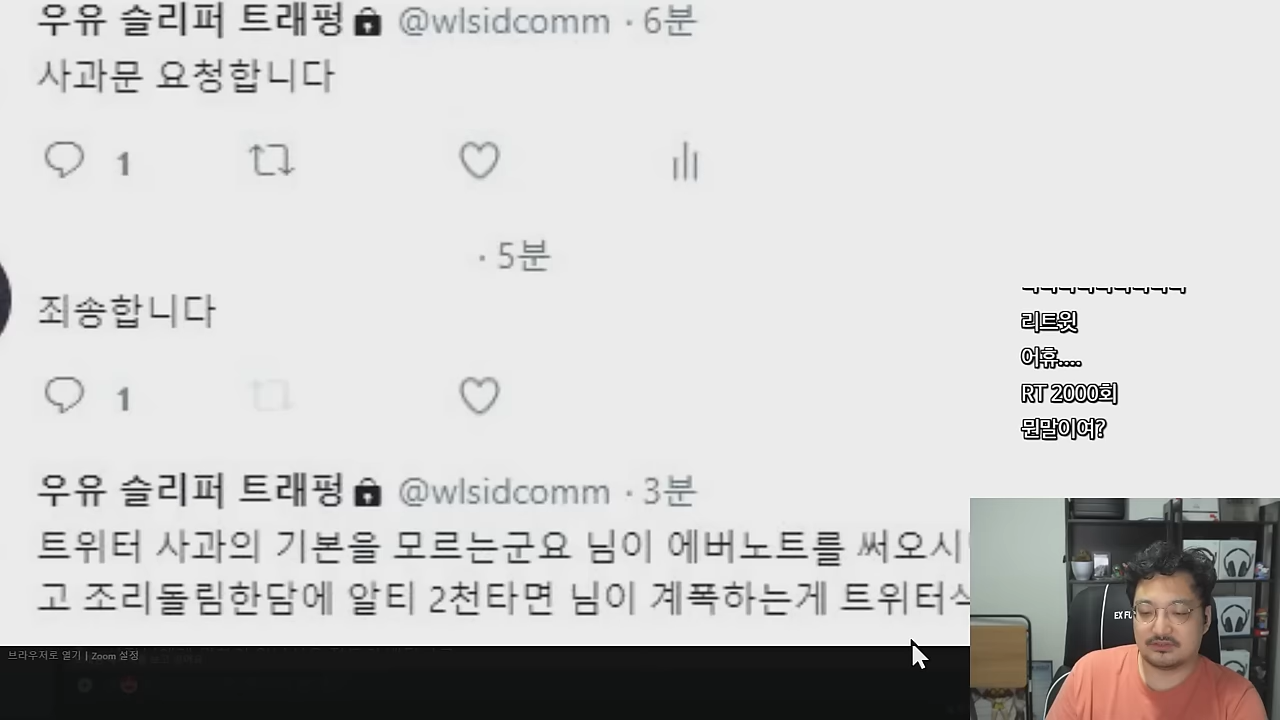 우유 슬리퍼 트래펑 @wlsidcomm · 6분
사과문 요청합니다
1
· 5분
죄송합니다
1
우유 슬리퍼 트래펑 @wlsidcomm · 3분
트위터 사과의 기본을 모르는군요 님이 에버노트를 써오시
고 조리돌림한담에 알티 2천타면 님이 계폭하는게 트위터식
리트윗
어휴....
RT 2000회
뭔말이여?
브라우저로 열기 | Zoom 설정